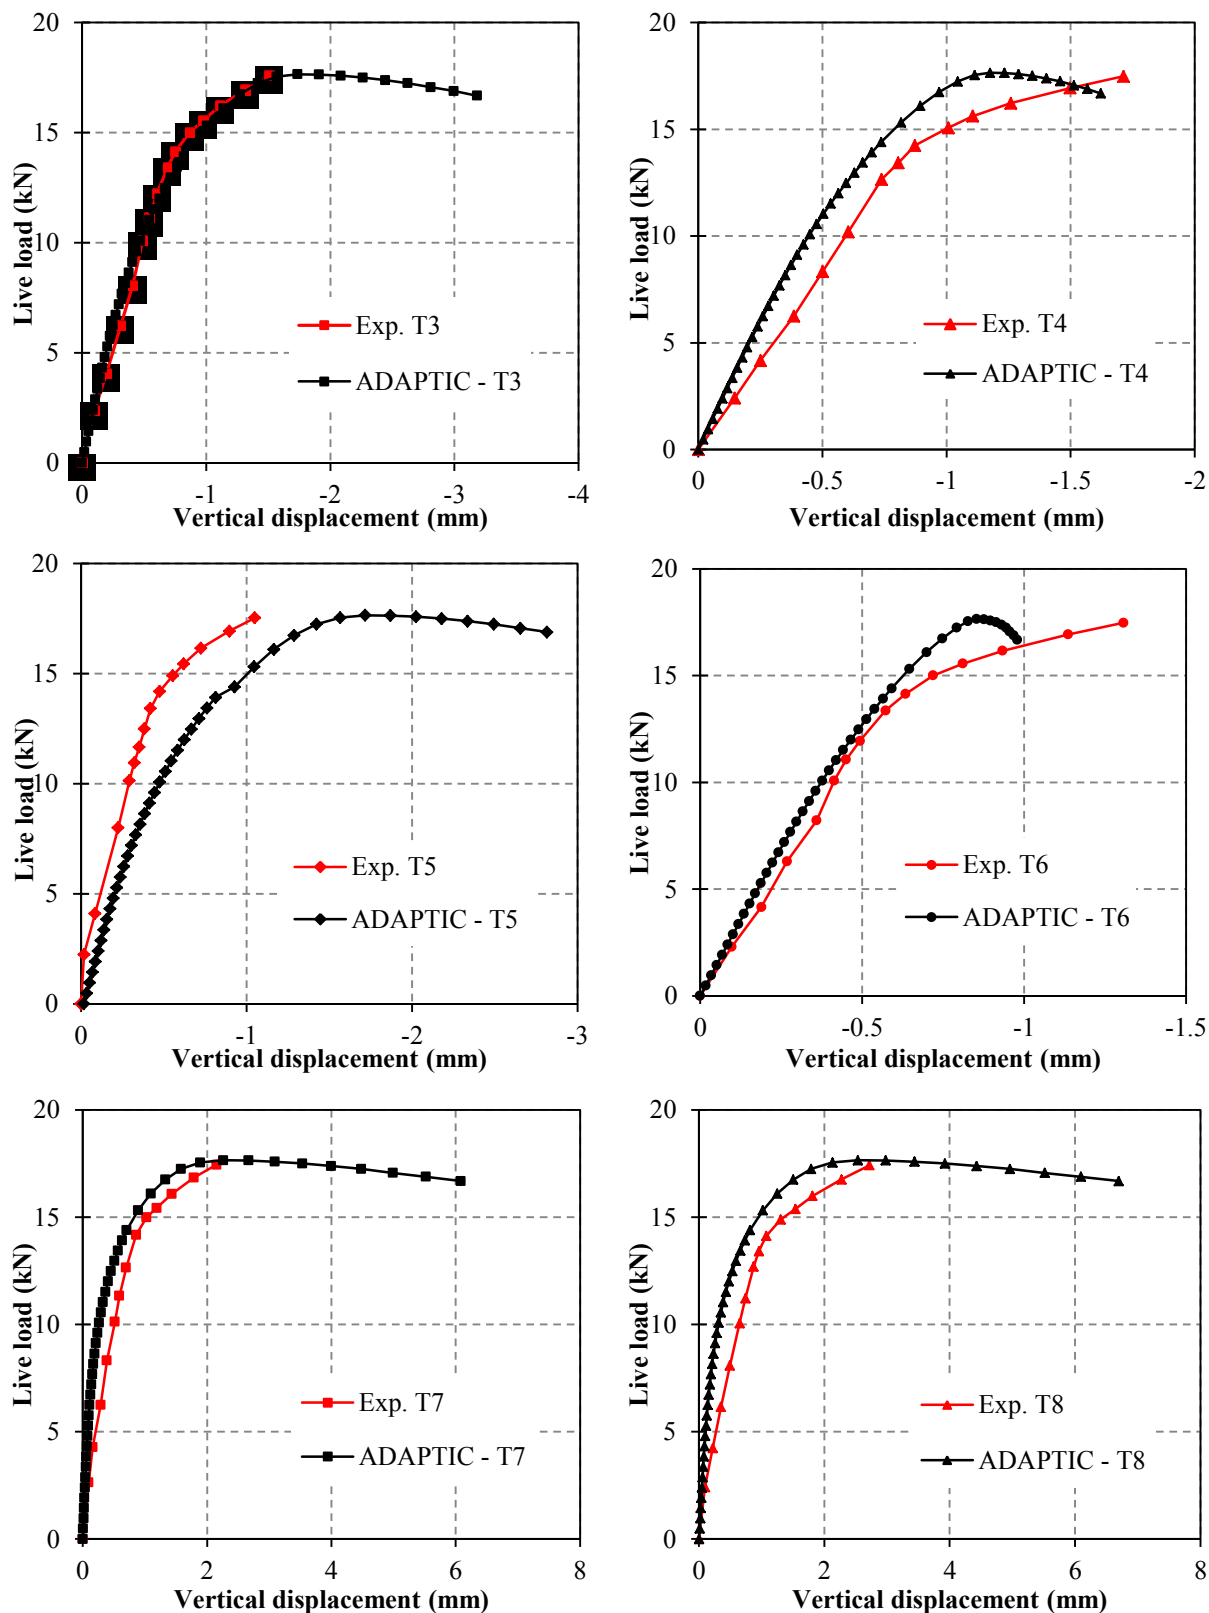 20
15
10
5
0
Live load (kN)
Exp. T3
ADAPTIC - T3
0 -1 -2 -3 -4
Vertical displacement (mm)
20
15
10
5
0
Live load (kN)
Exp. T4
ADAPTIC - T4
0 -0.5 -1 -1.5 -2
Vertical displacement (mm)
20
15
10
5
0
Live load (kN)
Exp. T5
ADAPTIC - T5
0 -1 -2 -3
Vertical displacement (mm)
20
15
10
5
0
Live load (kN)
Exp. T6
ADAPTIC - T6
0 -0.5 -1 -1.5
Vertical displacement (mm)
20
15
10
5
0
Live load (kN)
Exp. T7
ADAPTIC - T7
0 2 4 6 8
Vertical displacement (mm)
20
15
10
5
0
Live load (kN)
Exp. T8
ADAPTIC - T8
0 2 4 6 8
Vertical displacement (mm)